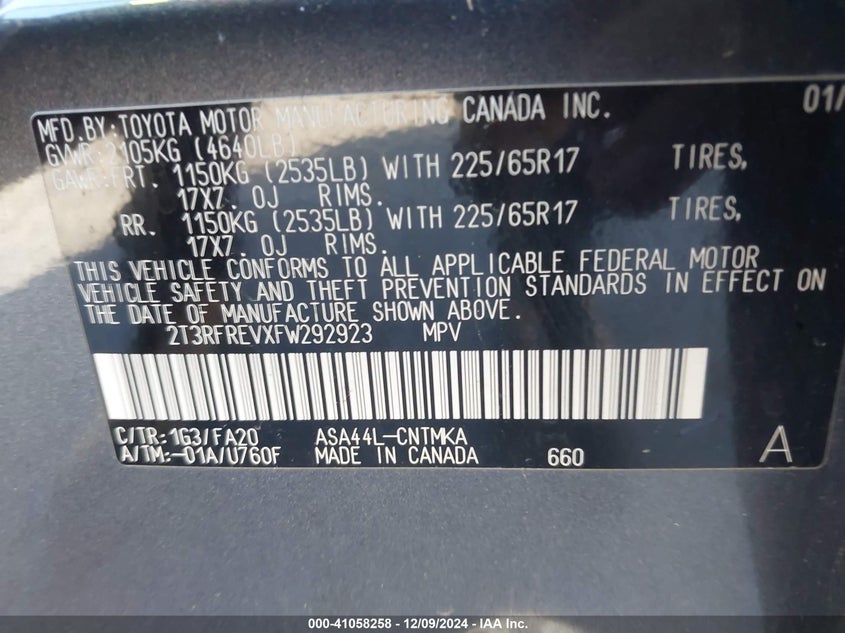 MFD.BY:TOYOTA MOTOR MANUFACTURING CANADA INC. 01/
GVWR:2105KG (4640LB)
GAWR:FRT. 1150KG (2535LB) WITH 225/65R17 TIRES,
17X7. 0J RIMS.
RR. 1150KG (2535LB) WITH 225/65R17 TIRES,
17X7. 0J RIMS.
THIS VEHICLE CONFORMS TO ALL APPLICABLE FEDERAL MOTOR
VEHICLE SAFETY AND THEFT PREVENTION STANDARDS IN EFFECT ON
THE DATE OF MANUFACTURE SHOWN ABOVE.
2T3RFREVXFW292923 MPV
C/TR:1G3/FA20 ASA44L-CNTMKA
A/TM:-01A/U760F MADE IN CANADA 660 A
000-41058258 - 12/09/2024 - IAA Inc.